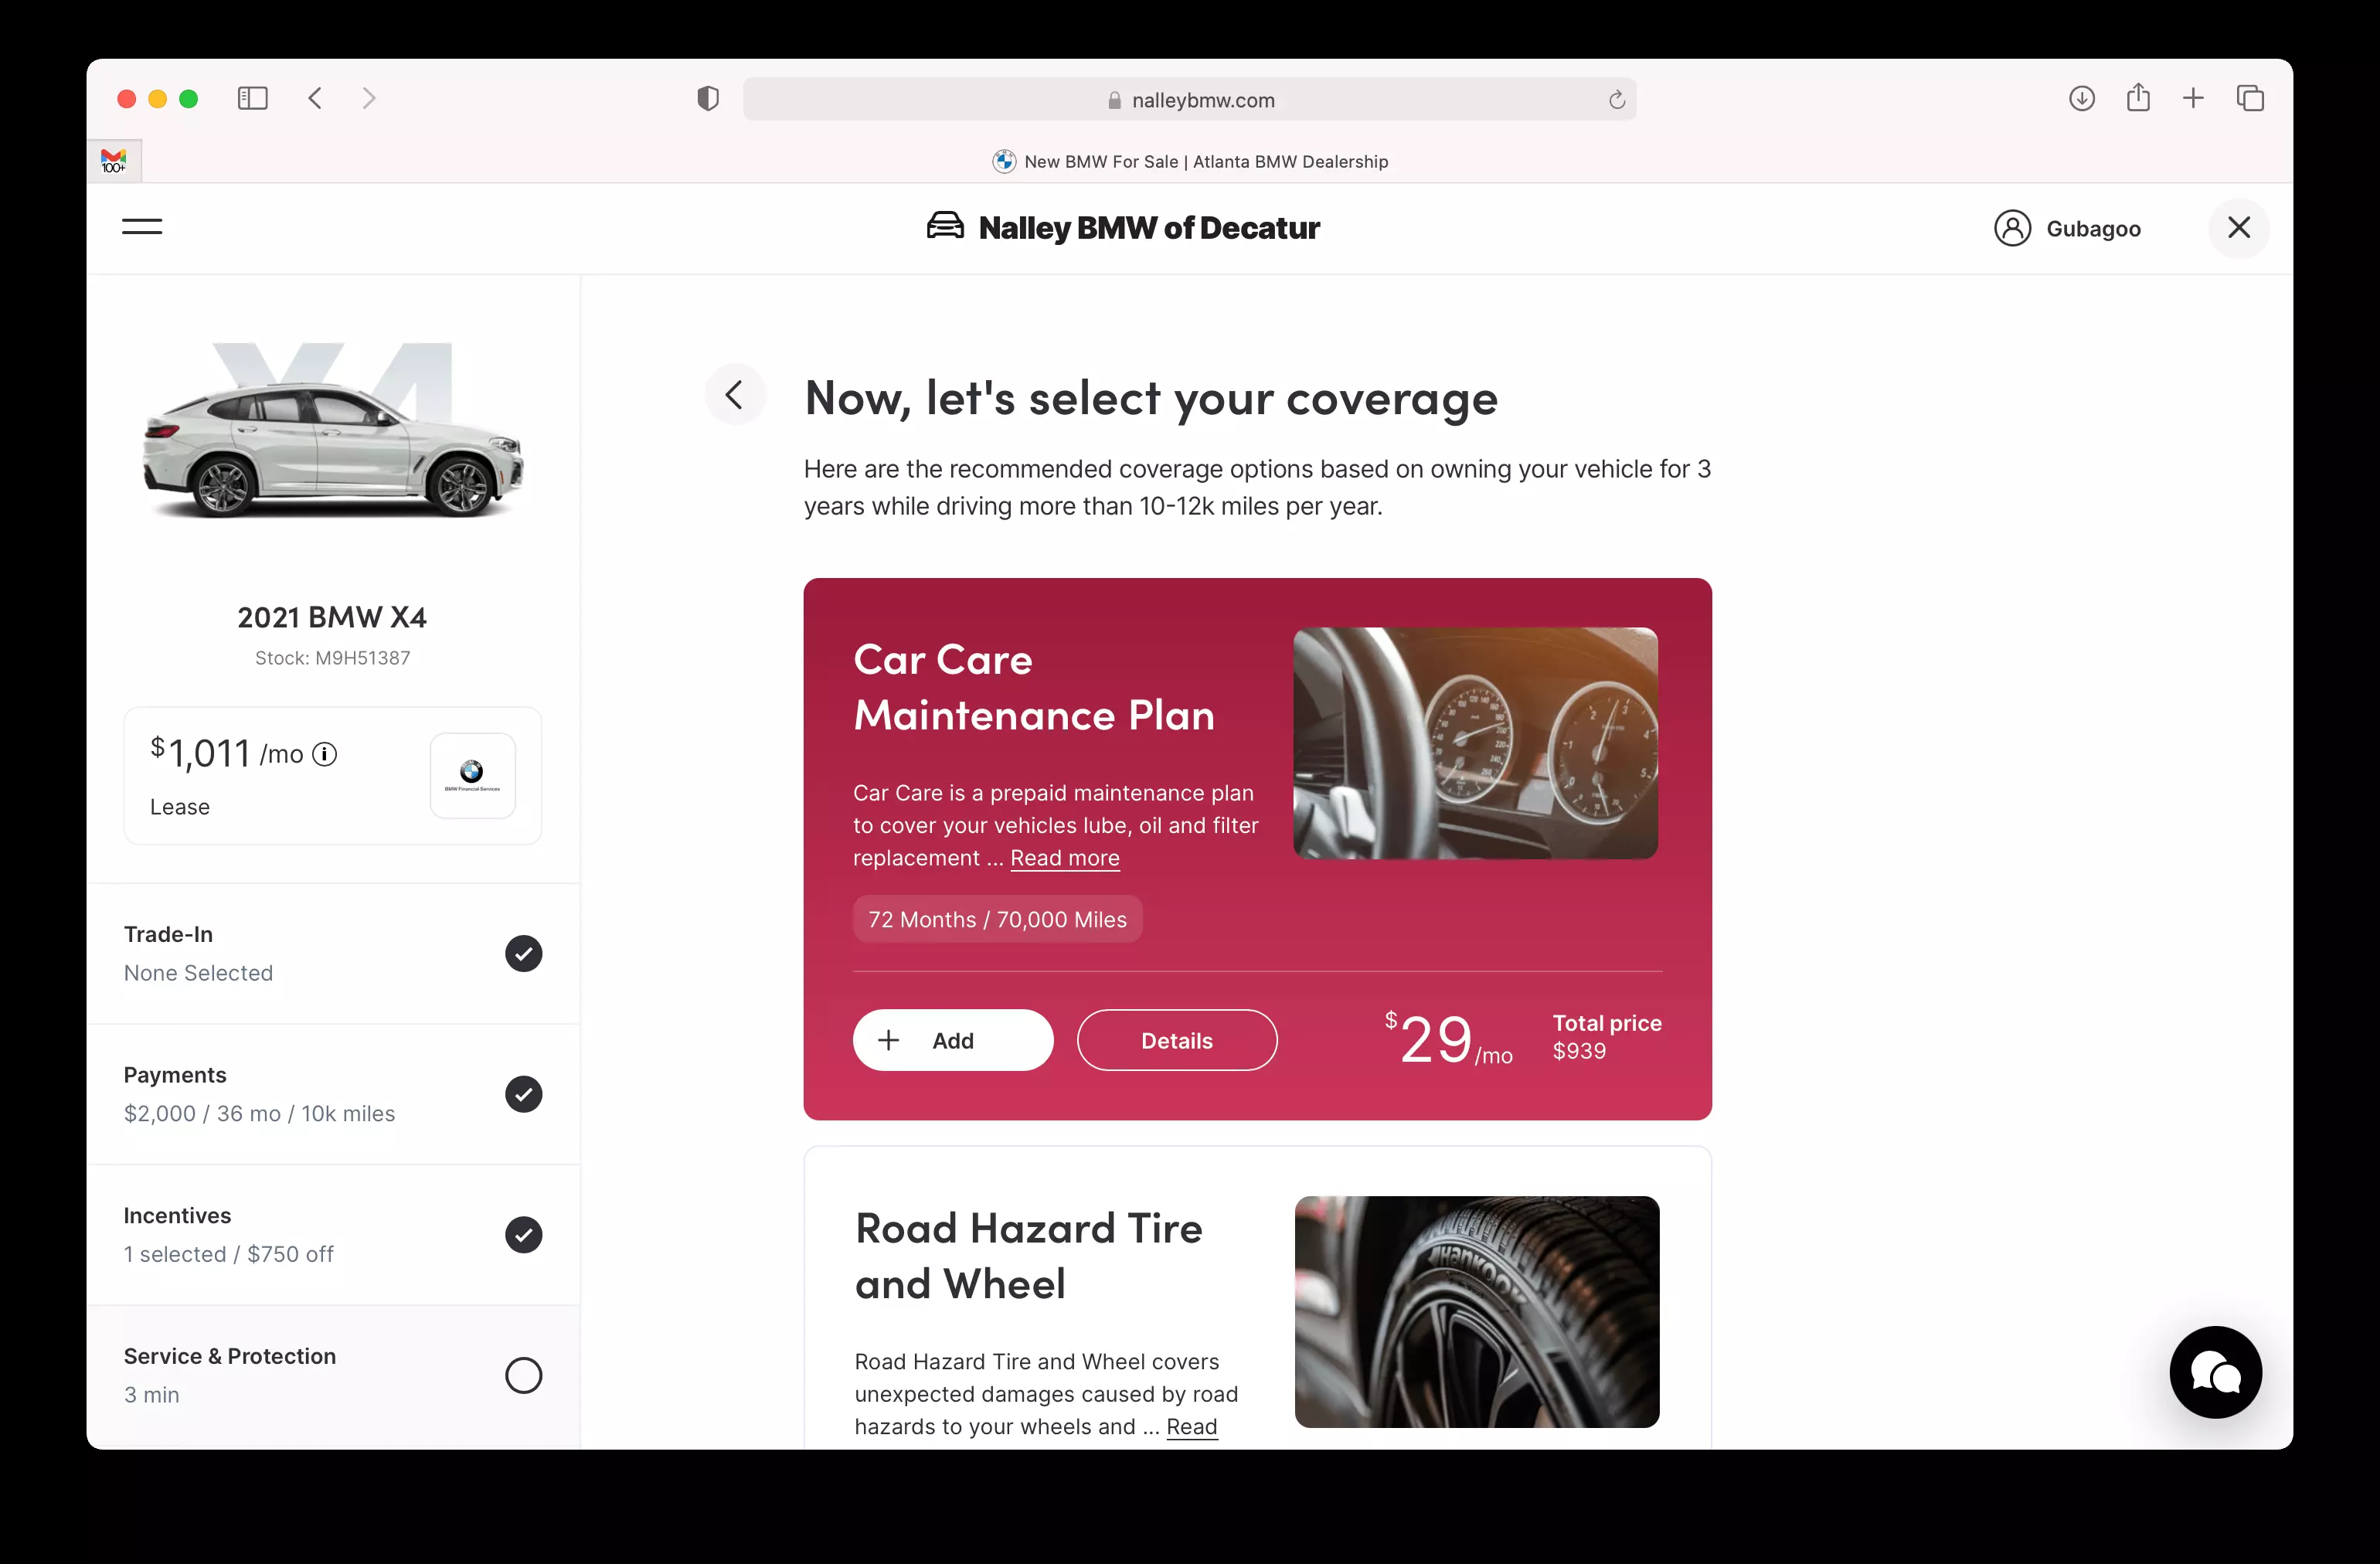 nalleybmw.com
100+
New BMW For Sale | Atlanta BMW Dealership
Nalley BMW of Decatur
Gubagoo
X4
2021 BMW X4
Stock: M9H51387
$1,011 /mo
Lease
BMW Financial Services
Trade-In
None Selected
Payments
$2,000 / 36 mo / 10k miles
Incentives
1 selected / $750 off
Service & Protection
3 min
Now, let's select your coverage
Here are the recommended coverage options based on owning your vehicle for 3
years while driving more than 10-12k miles per year.
Car Care
Maintenance Plan
Car Care is a prepaid maintenance plan
to cover your vehicles lube, oil and filter
replacement ... Read more
72 Months / 70,000 Miles
+ Add
Details
$29/mo
Total price
$939
Road Hazard Tire
and Wheel
HANKOOK
Road Hazard Tire and Wheel covers
unexpected damages caused by road
hazards to your wheels and ... Read